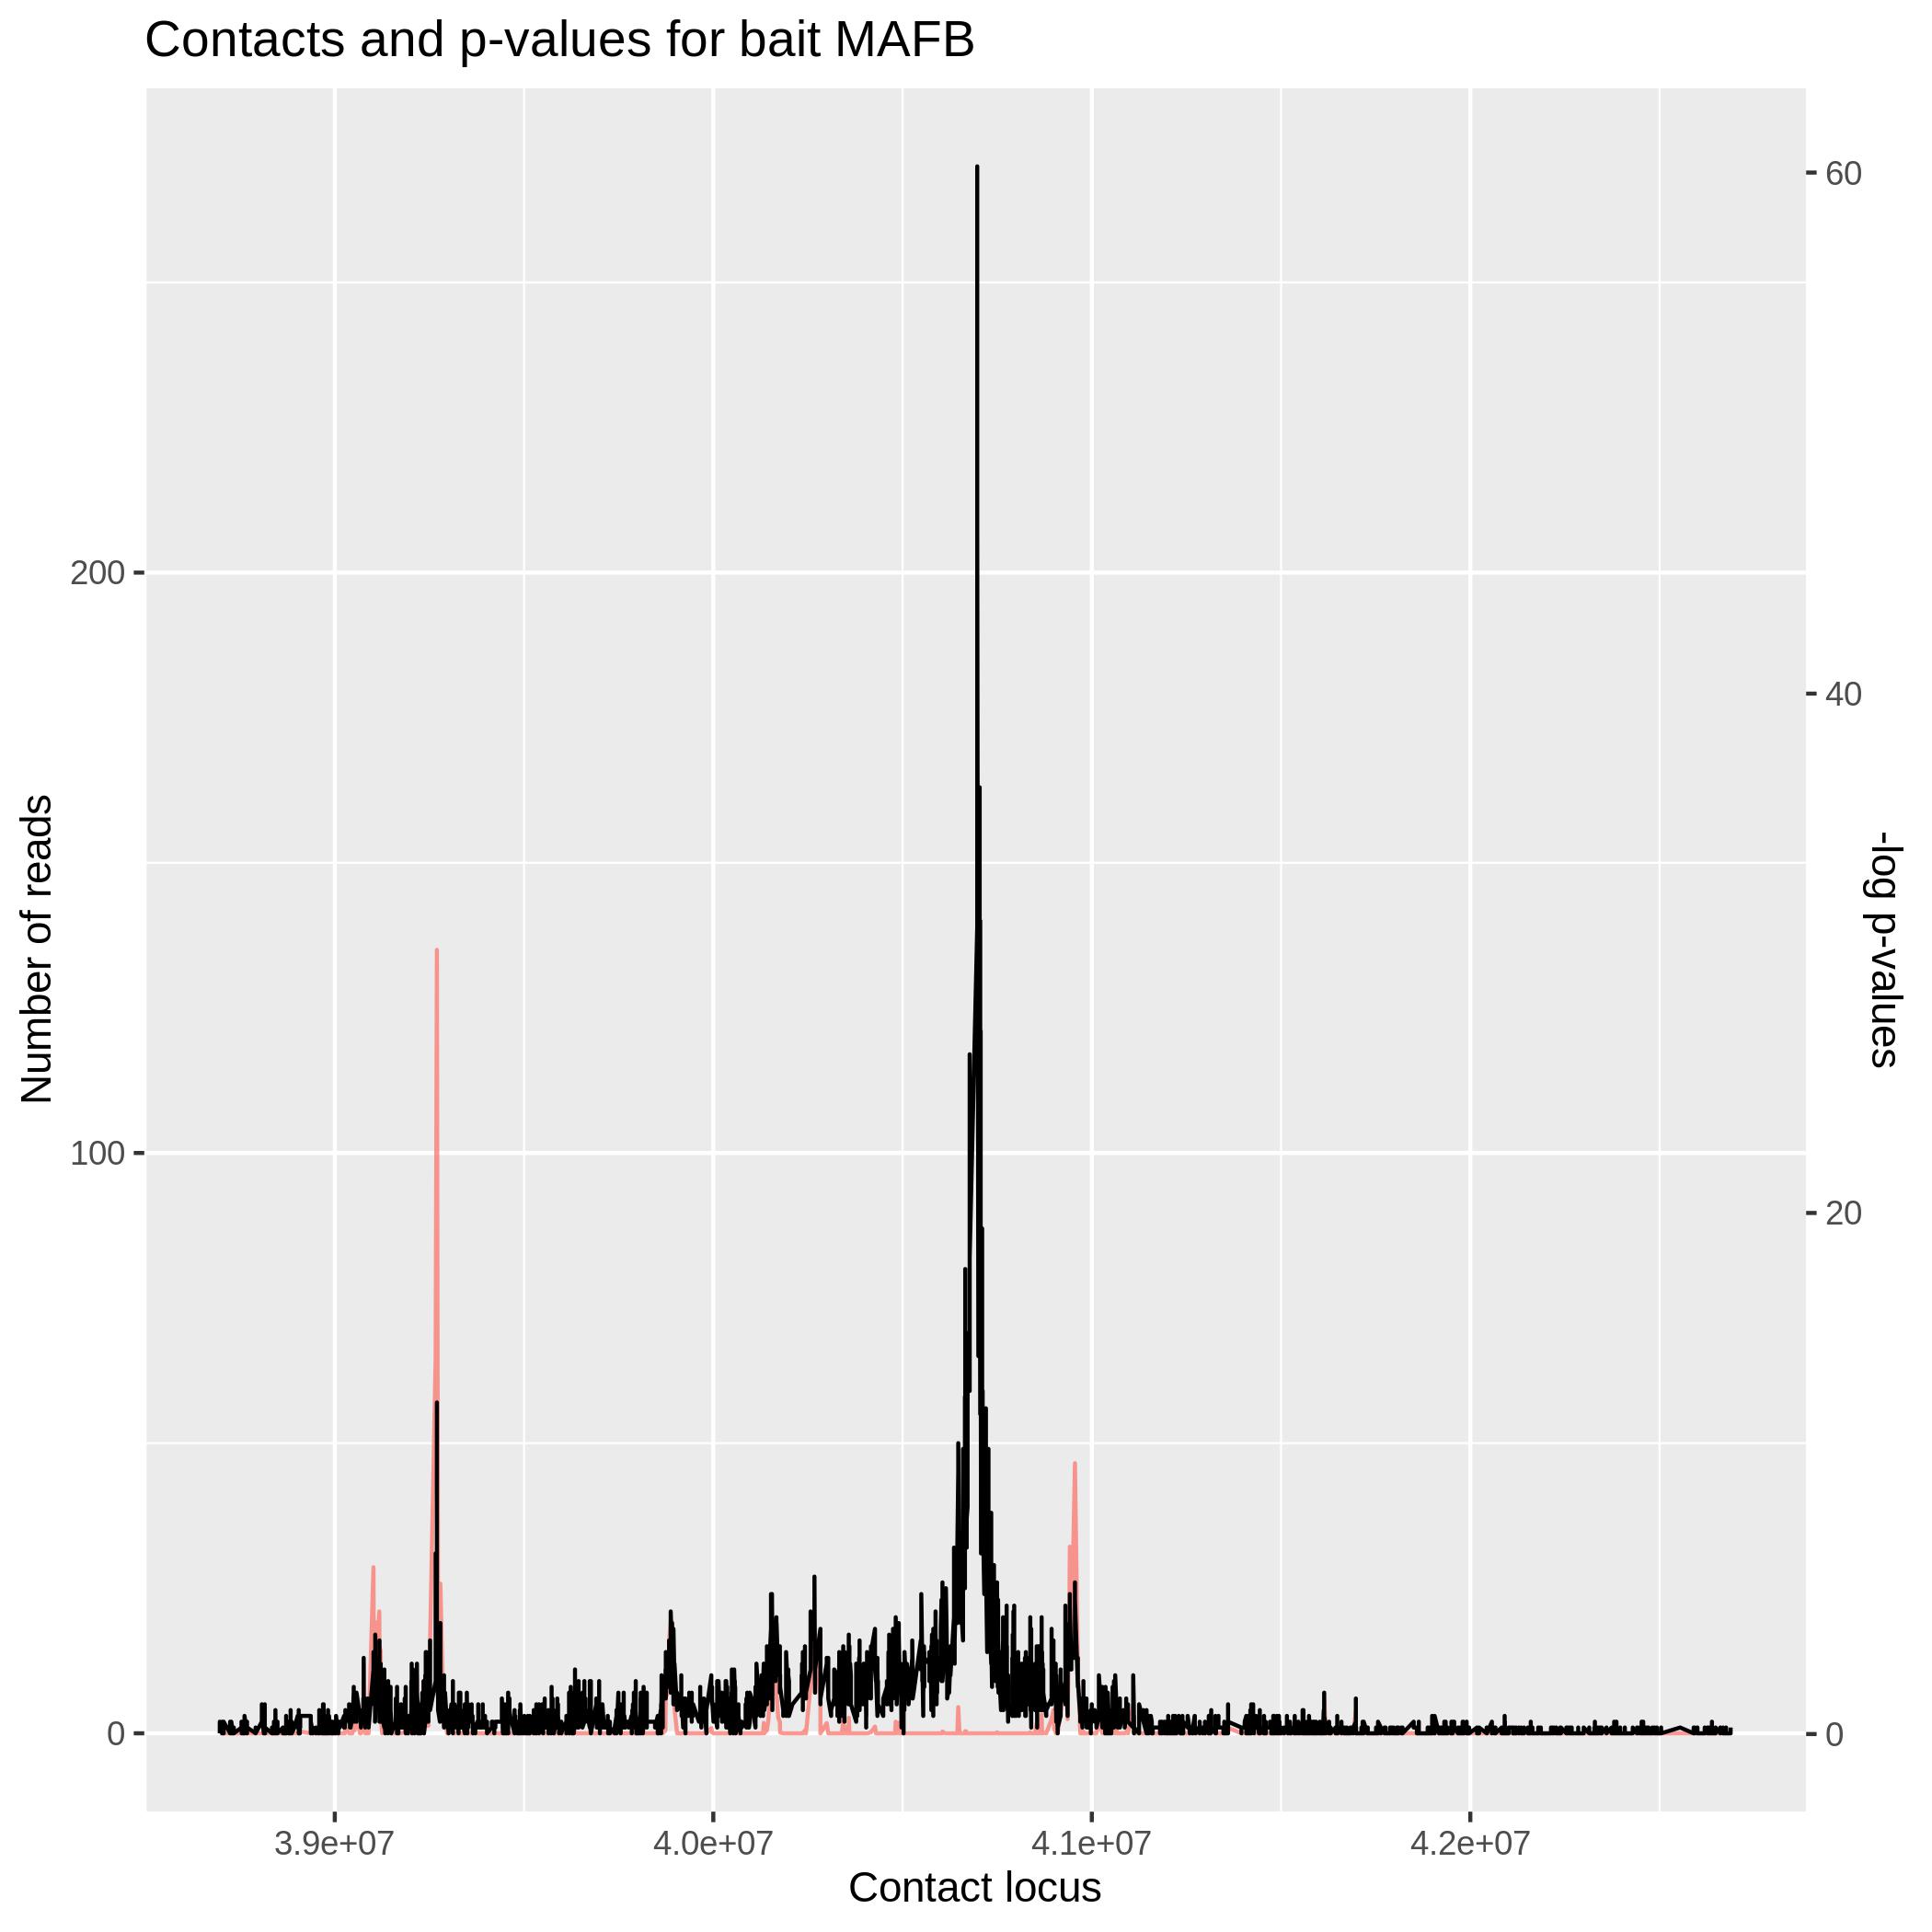 Contacts and p-values for bait MAFB
Number of reads
200
100
0
60
40
20
0
-log p-values
3.9e+07
4.0e+07
4.1e+07
4.2e+07
Contact locus